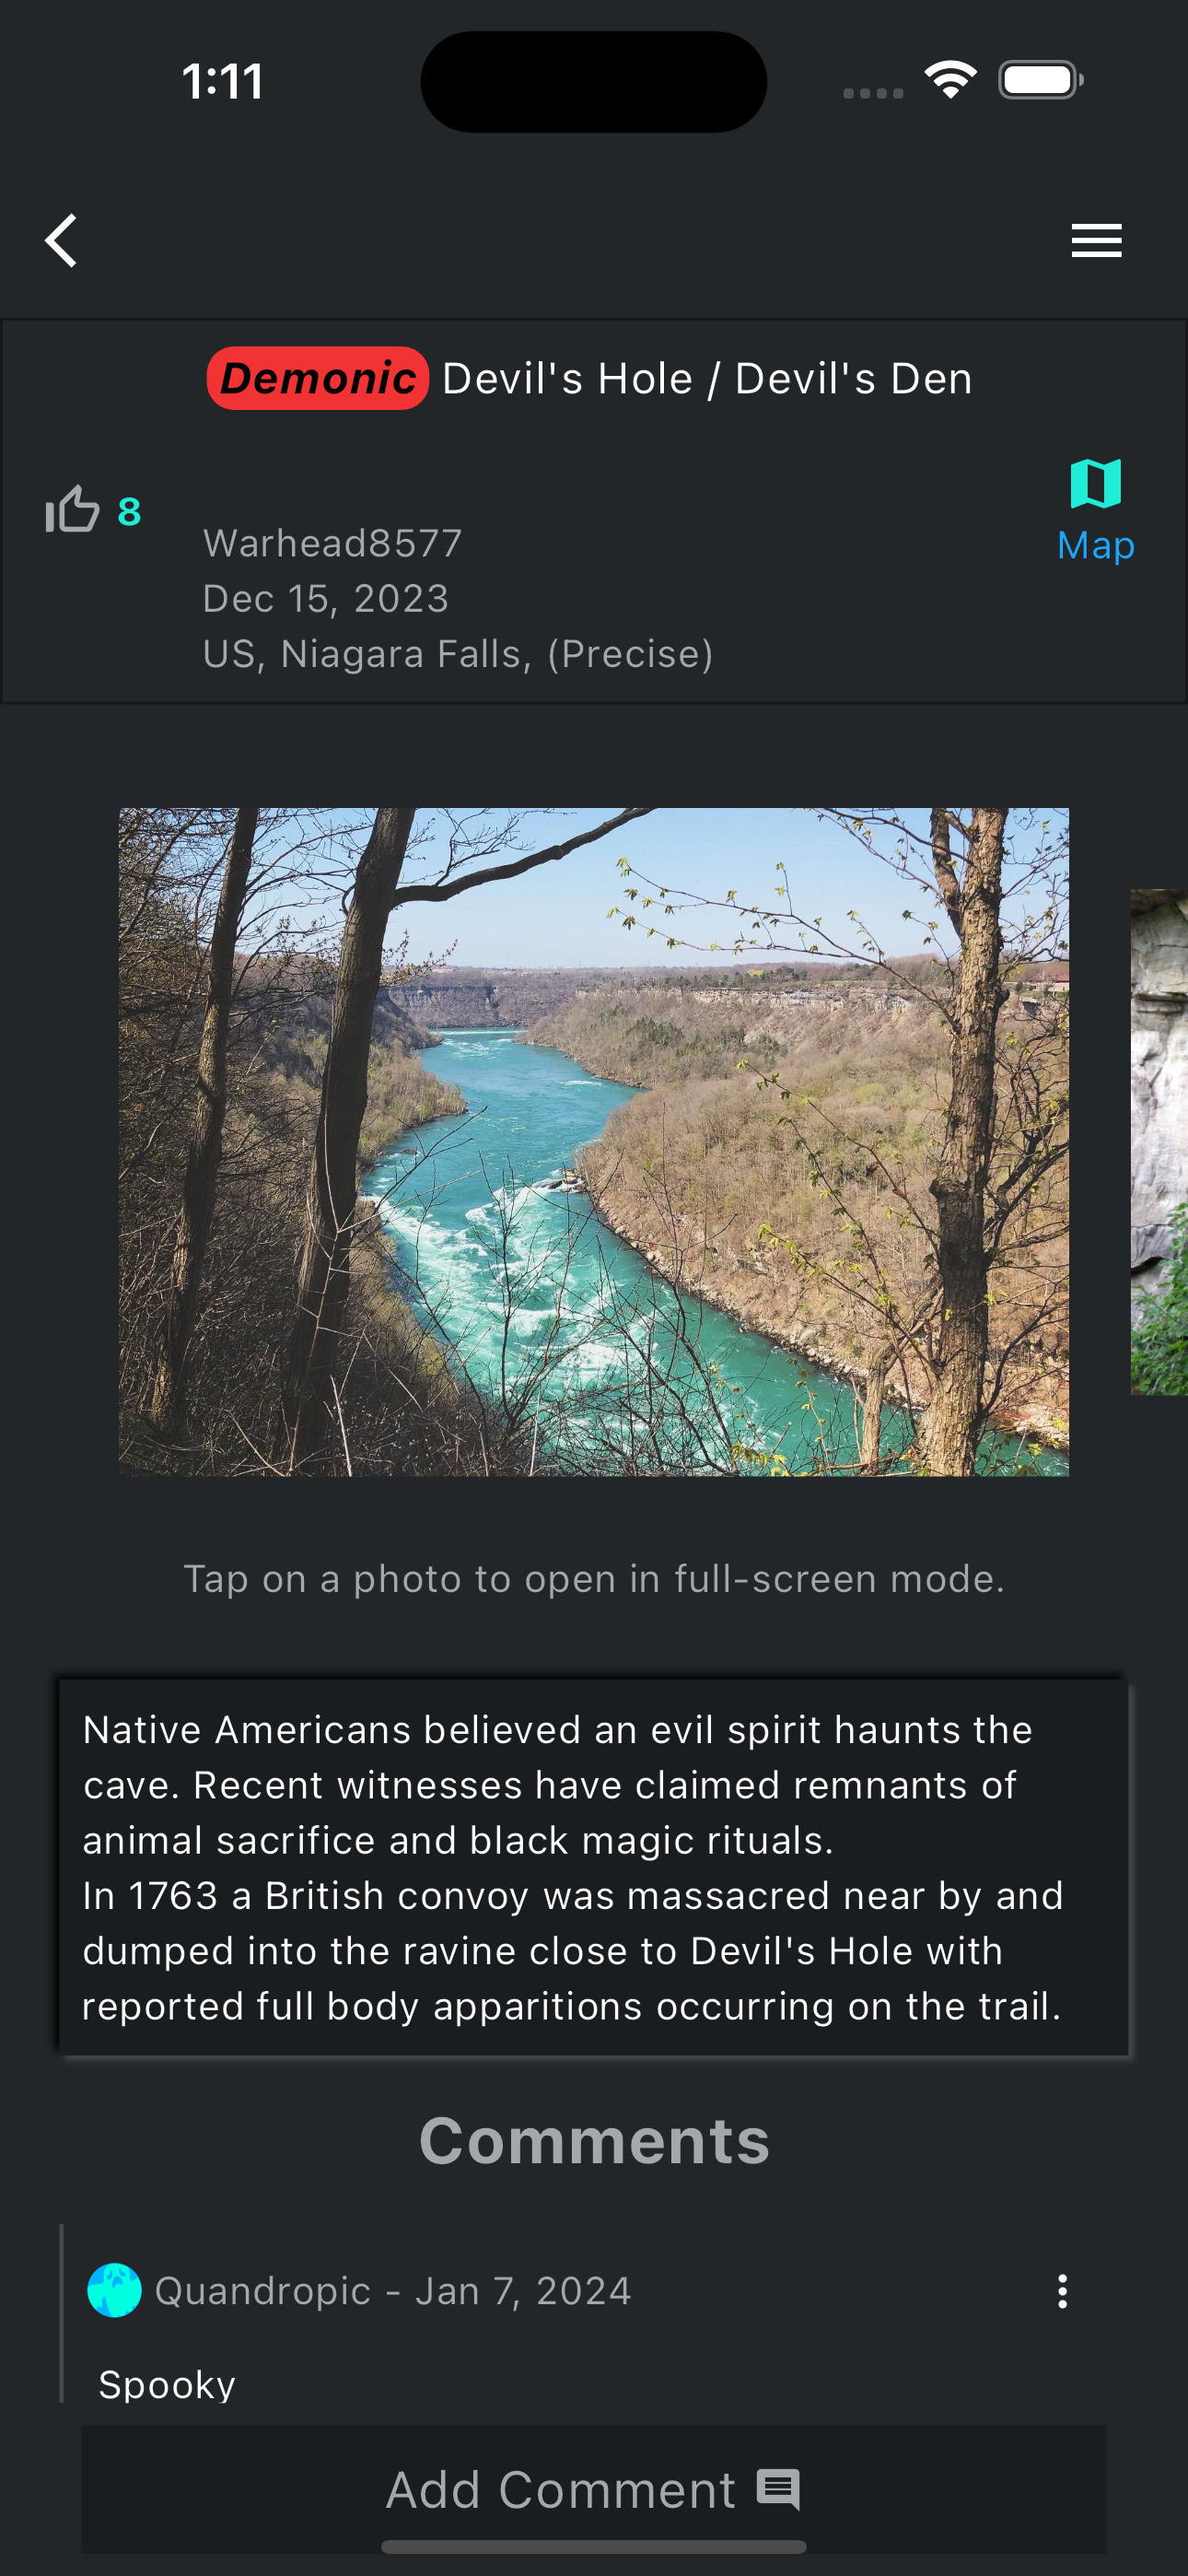 1:11
Demonic Devil's Hole / Devil's Den
8
Map
Warhead8577
Dec 15, 2023
US, Niagara Falls, (Precise)
Tap on a photo to open in full-screen mode.
Native Americans believed an evil spirit haunts the
cave. Recent witnesses have claimed remnants of
animal sacrifice and black magic rituals.
In 1763 a British convoy was massacred near by and
dumped into the ravine close to Devil's Hole with
reported full body apparitions occurring on the trail.
Comments
Quandropic - Jan 7, 2024
Spooky
Add Comment